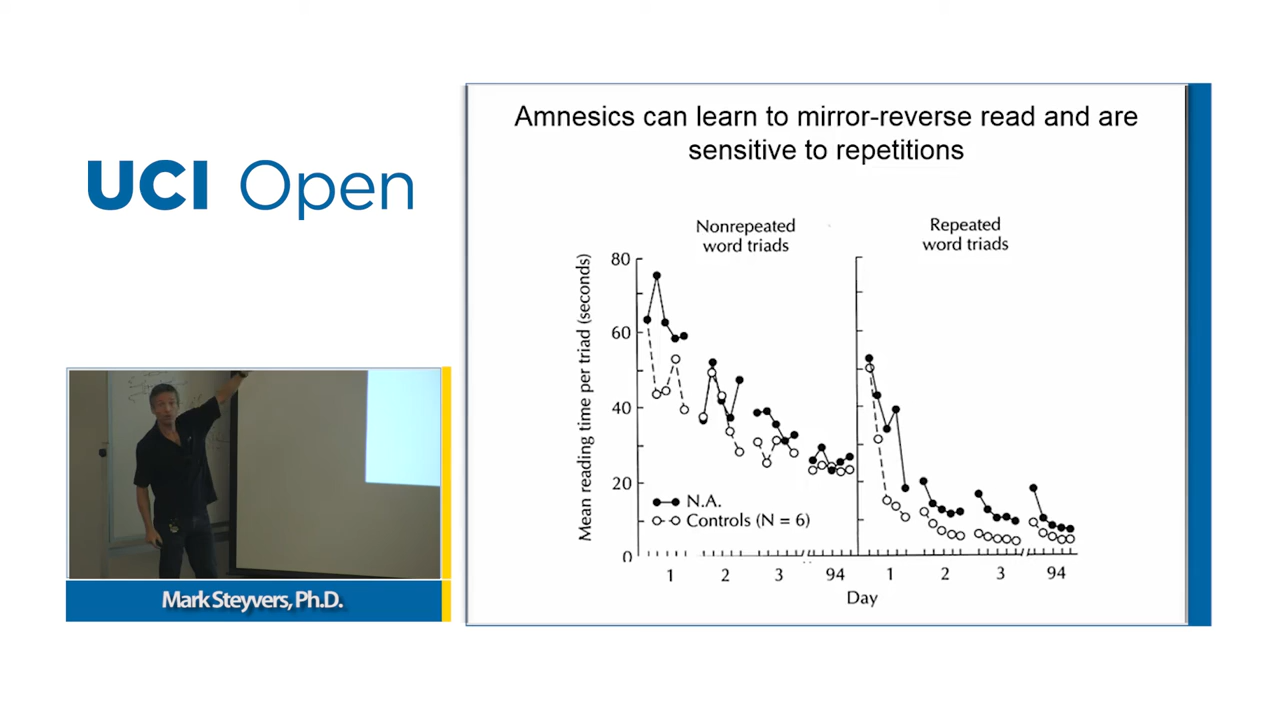 UCI Open
Mark Steyvers, Ph.D.
Amnesics can learn to mirror-reverse read and are
sensitive to repetitions
Nonrepeated
word triads
Repeated
word triads
Mean reading time per triad (seconds)
80
60
40
20
0
N.A.
Controls (N = 6)
1 2 3 94 1 2 3 94
Day